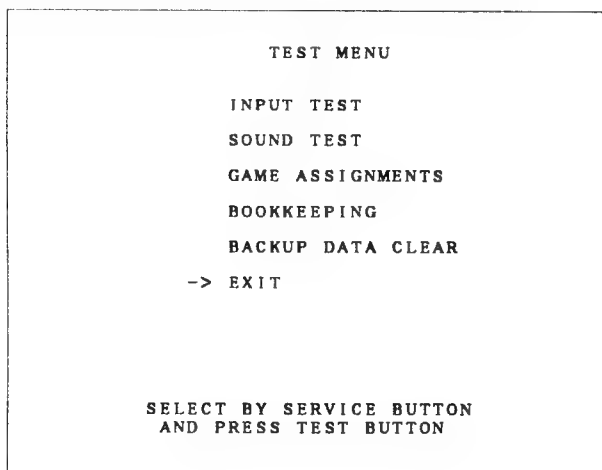 TEST MENU
INPUT TEST
SOUND TEST
GAME ASSIGNMENTS
BOOKKEEPING
BACKUP DATA CLEAR
-> EXIT
SELECT BY SERVICE BUTTON
AND PRESS TEST BUTTON